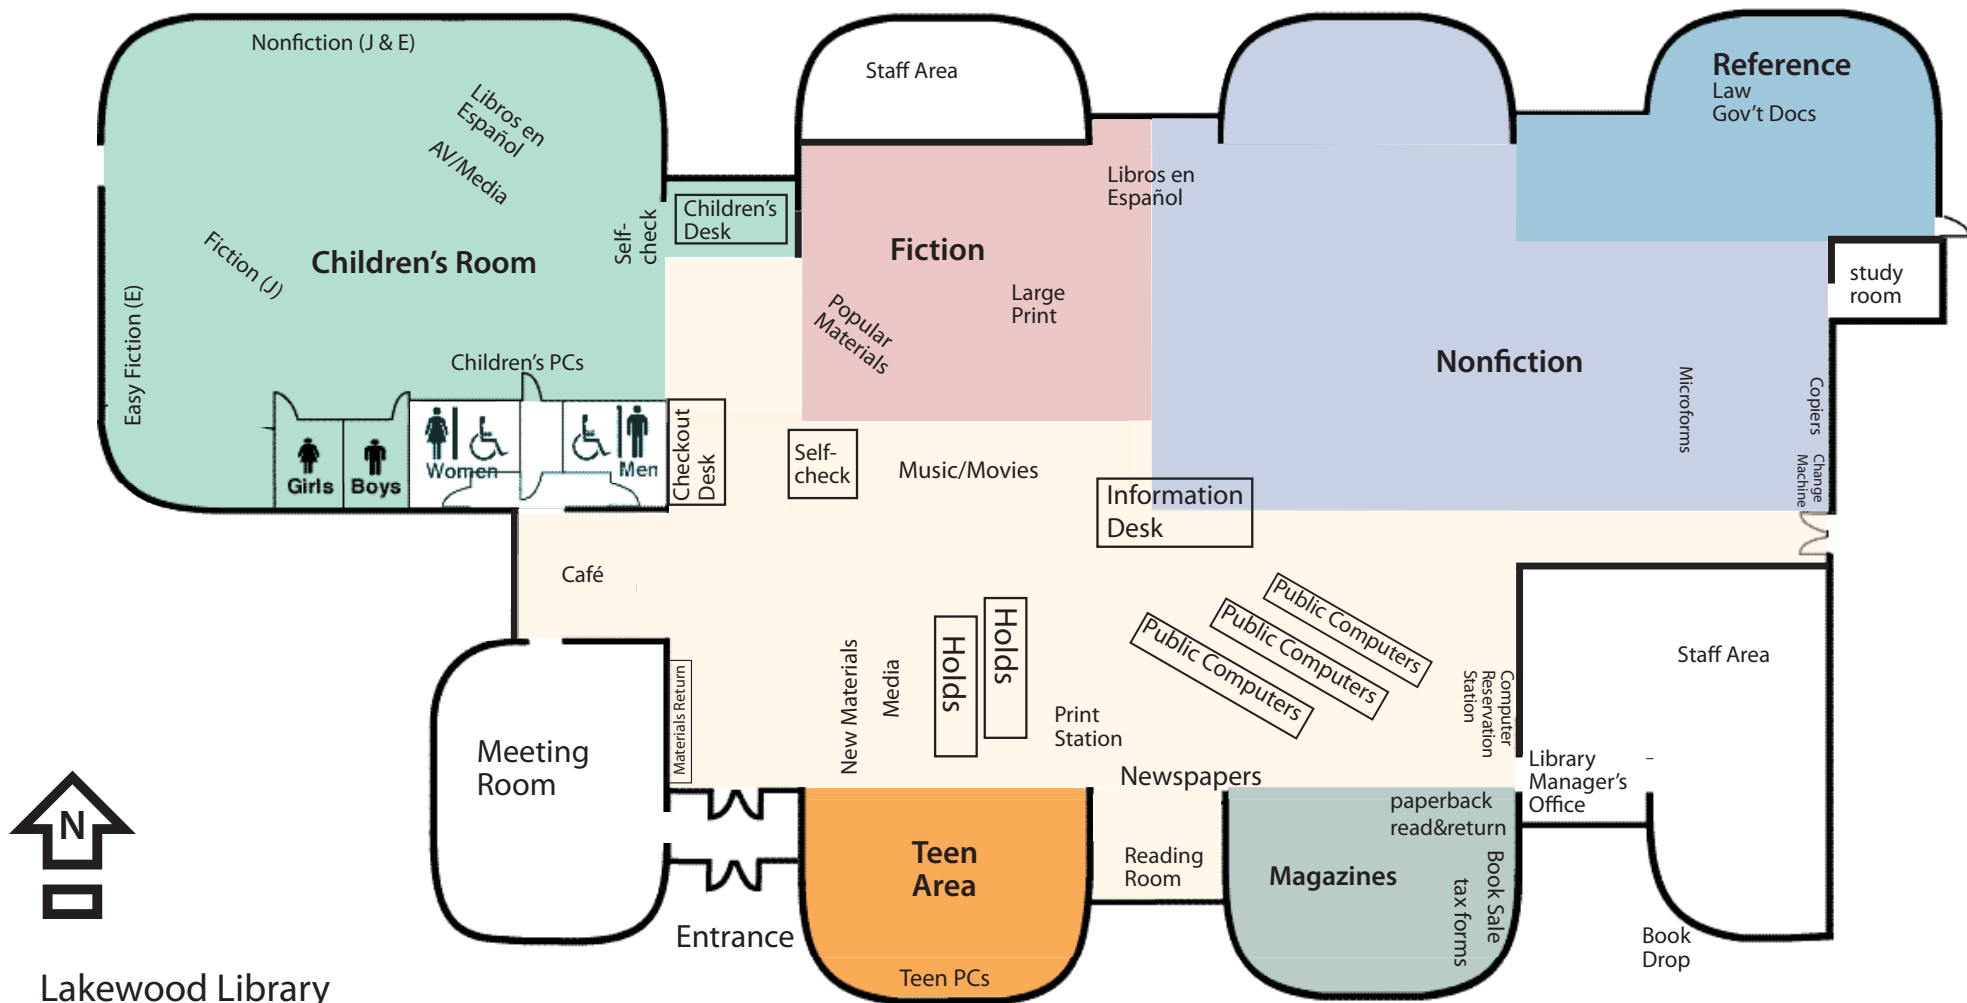 Nonfiction (J & E)
Libros en
Español
AV/Media
Fiction (J)
Children's Room
Easy Fiction (E)
Children's PCs
Self-
check
Children's
Desk
Girls
Boys
Women
Men
Checkout
Desk
Staff Area
Fiction
Popular
Materials
Large
Print
Libros en
Español
Reference
Law
Gov't Docs
study
room
Nonfiction
Microforms
Copiers
Change
Machine
Self-
check
Music/Movies
Information
Desk
Café
Materials Return
New Materials
Media
Holds
Holds
Print
Station
Public Computers
Public Computers
Public Computers
Computer
Reservation
Station
Staff Area
Library
Manager's
Office
Meeting
Room
Newspapers
Reading
Room
Teen
Area
Teen PCs
paperback
read&return
Magazines
Book Sale
tax forms
Book
Drop
Entrance
N
Lakewood Library